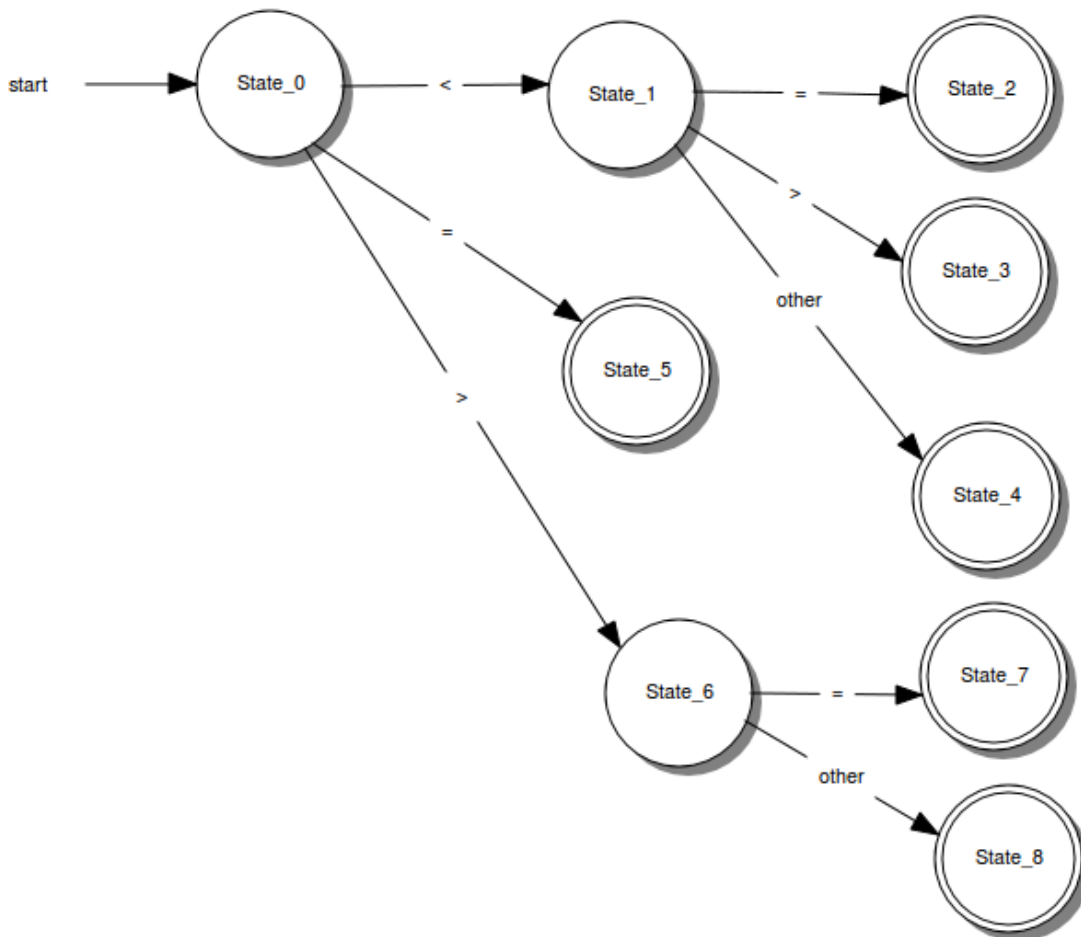 start
State_0
<
State_1
=
State_2
>
State_3
other
State_4
=
State_5
>
State_6
=
State_7
other
State_8